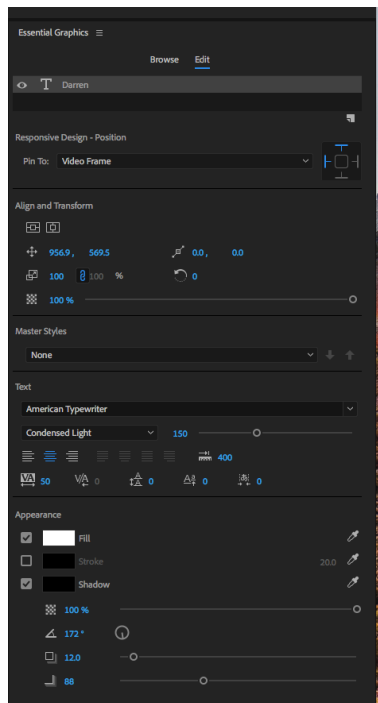 Essential Graphics
Browse Edit
T Darren
Responsive Design - Position
Pin To: Video Frame
Align and Transform
956.9 , 569.5 0.0 , 0.0
100 100 % 0
100 %
Master Styles
None
Text
American Typewriter
Condensed Light 150
400
VA 50 V/A 0 0 0 0
Appearance
Fill
Stroke 20.0
Shadow
100 %
172 °
12.0
88